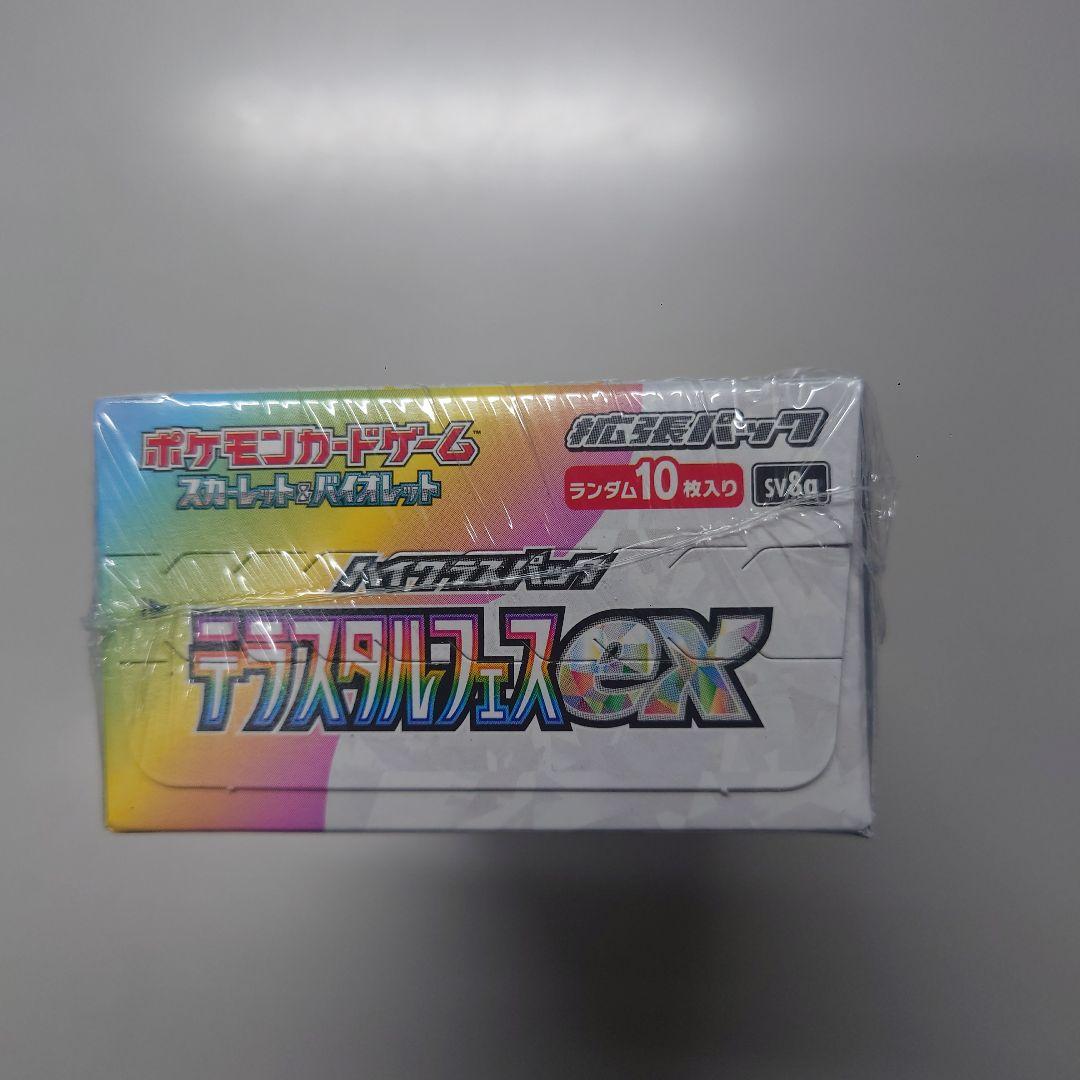 ポケモンカードゲーム™
スカーレット&バイオレット
拡張パック
ランダム10枚入り sv8a
ハイクラスパック
テラスタルフェスex